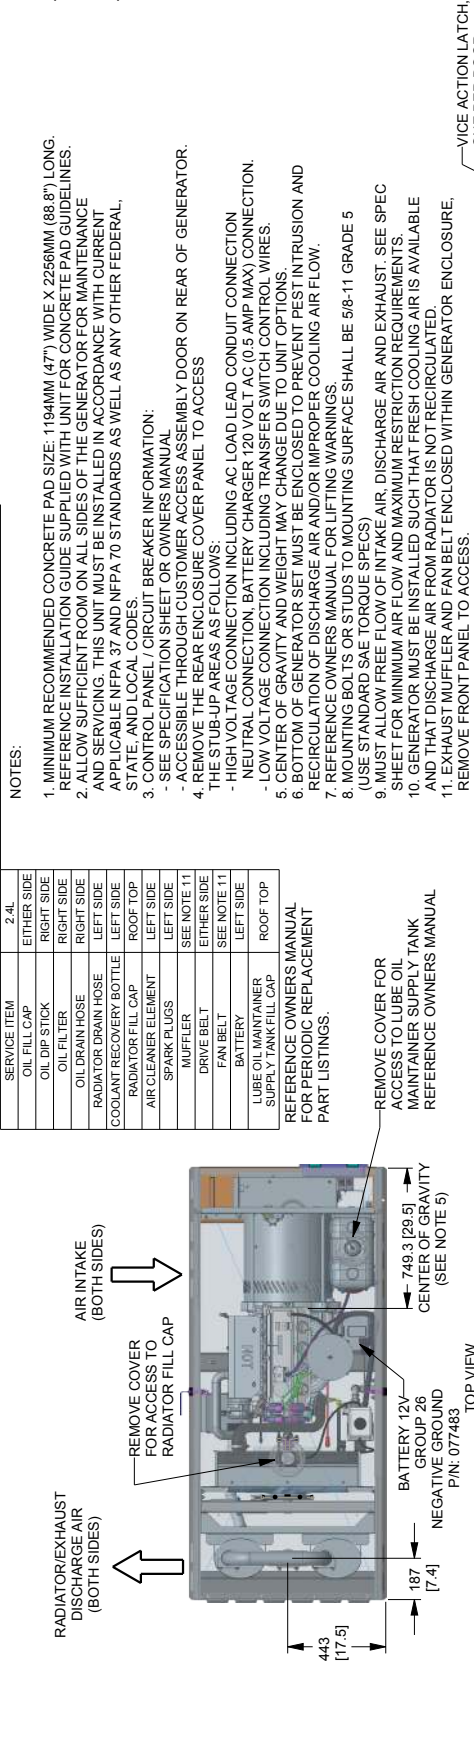 NOTES:
1. MINIMUM RECOMMENDED CONCRETE PAD SIZE: 1194MM (47") WIDE X 2256MM (88.8") LONG.
REFERENCE INSTALLATION GUIDE SUPPLIED WITH UNIT FOR CONCRETE PAD GUIDELINES.
2. ALLOW SUFFICIENT ROOM ON ALL SIDES OF THE GENERATOR FOR MAINTENANCE
AND SERVICING. THIS UNIT MUST BE INSTALLED IN ACCORDANCE WITH CURRENT
APPLICABLE NFPA 37 AND NFPA 70 STANDARDS AS WELL AS ANY OTHER FEDERAL,
STATE, AND LOCAL CODES.
3. CONTROL PANEL / CIRCUIT BREAKER INFORMATION:
- SEE SPECIFICATION SHEET OR OWNERS MANUAL
- ACCESSIBLE THROUGH CUSTOMER ACCESS ASSEMBLY DOOR ON REAR OF GENERATOR.
4. REMOVE THE REAR ENCLOSURE COVER PANEL TO ACCESS
THE STUB-UP AREAS AS FOLLOWS:
- HIGH VOLTAGE CONNECTION INCLUDING AC LOAD LEAD CONDUIT CONNECTION
NEUTRAL CONNECTION, BATTERY CHARGER 120 VOLT AC (0.5 AMP MAX) CONNECTION.
- LOW VOLTAGE CONNECTION INCLUDING TRANSFER SWITCH CONTROL WIRES.
5. CENTER OF GRAVITY AND WEIGHT MAY CHANGE DUE TO UNIT OPTIONS.
6. BOTTOM OF GENERATOR SET MUST BE ENCLOSED TO PREVENT PEST INTRUSION AND
RECIRCULATION OF DISCHARGE AIR AND/OR IMPROPER COOLING AIR FLOW.
7. REFERENCE OWNERS MANUAL FOR LIFTING WARNINGS.
8. MOUNTING BOLTS OR STUDS TO MOUNTING SURFACE SHALL BE 5/8-11 GRADE 5
(USE STANDARD SAE TORQUE SPECS)
9. MUST ALLOW FREE FLOW OF INTAKE AIR, DISCHARGE AIR AND EXHAUST. SEE SPEC
SHEET FOR MINIMUM AIR FLOW AND MAXIMUM RESTRICTION REQUIREMENTS.
10. GENERATOR MUST BE INSTALLED SUCH THAT FRESH COOLING AIR IS AVAILABLE
AND THAT DISCHARGE AIR FROM RADIATOR IS NOT RECIRCULATED.
11. EXHAUST MUFFLER AND FAN BELT ENCLOSED WITHIN GENERATOR ENCLOSURE,
REMOVE FRONT PANEL TO ACCESS.
VICE ACTION LATCH,
SERVICE ITEM 2.4L
OIL FILL CAP EITHER SIDE
OIL DIP STICK RIGHT SIDE
OIL FILTER RIGHT SIDE
OIL DRAIN HOSE RIGHT SIDE
RADIATOR DRAIN HOSE LEFT SIDE
COOLANT RECOVERY BOTTLE LEFT SIDE
RADIATOR FILL CAP ROOF TOP
AIR CLEANER ELEMENT LEFT SIDE
SPARK PLUGS LEFT SIDE
MUFFLER SEE NOTE 11
DRIVE BELT EITHER SIDE
FAN BELT SEE NOTE 11
BATTERY LEFT SIDE
LUBE OIL MAINTAINER
SUPPLY TANK FILL CAP ROOF TOP
REFERENCE OWNERS MANUAL
FOR PERIODIC REPLACEMENT
PART LISTINGS.
RADIATOR/EXHAUST
DISCHARGE AIR
(BOTH SIDES)
AIR INTAKE
(BOTH SIDES)
REMOVE COVER
FOR ACCESS TO
RADIATOR FILL CAP
HOT
REMOVE COVER FOR
ACCESS TO LUBE OIL
MAINTAINER SUPPLY TANK
REFERENCE OWNERS MANUAL
749.3 [29.5]
CENTER OF GRAVITY
(SEE NOTE 5)
BATTERY 12V
GROUP 26
NEGATIVE GROUND
P/N: 077483
443
[17.5]
187
[7.4]
TOP VIEW